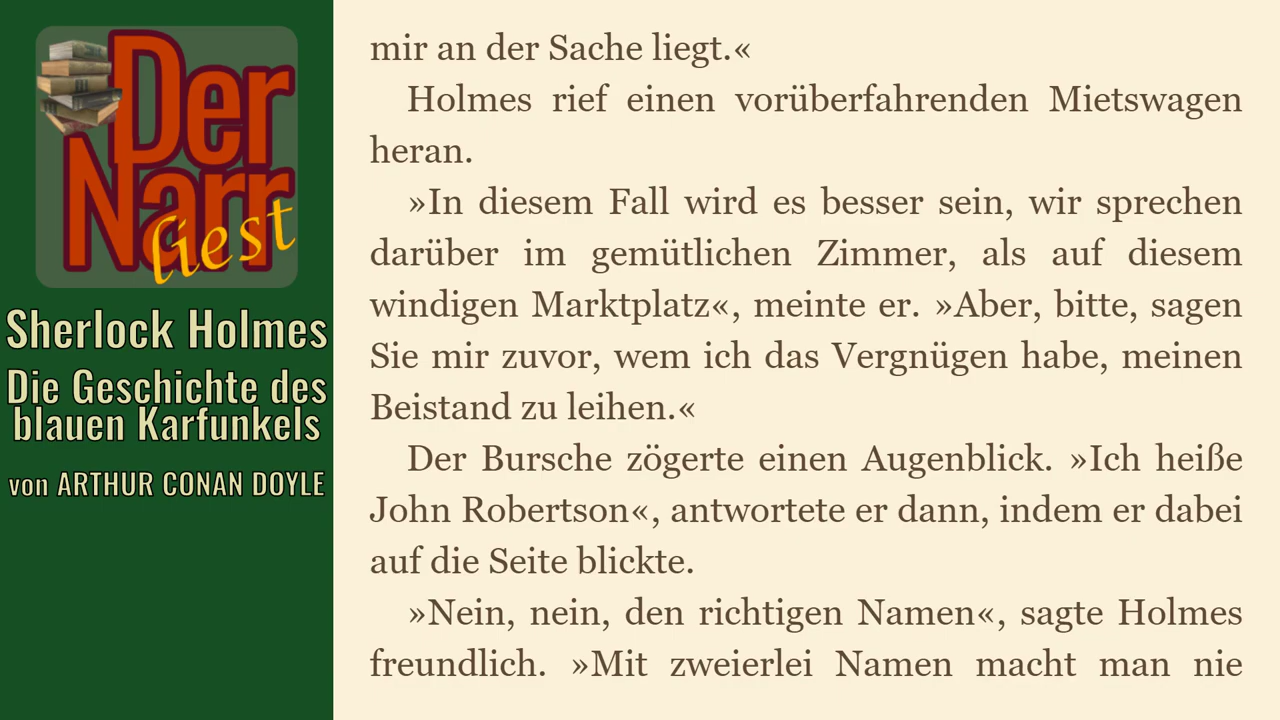 Der
Narr
liest
Sherlock Holmes
Die Geschichte des
blauen Karfunkels
von ARTHUR CONAN DOYLE
mir an der Sache liegt.«
Holmes rief einen vorüberfahrenden Mietswagen
heran.
»In diesem Fall wird es besser sein, wir sprechen
darüber im gemütlichen Zimmer, als auf diesem
windigen Marktplatz«, meinte er. »Aber, bitte, sagen
Sie mir zuvor, wem ich das Vergnügen habe, meinen
Beistand zu leihen.«
Der Bursche zögerte einen Augenblick. »Ich heiße
John Robertson«, antwortete er dann, indem er dabei
auf die Seite blickte.
»Nein, nein, den richtigen Namen«, sagte Holmes
freundlich. »Mit zweierlei Namen macht man nie